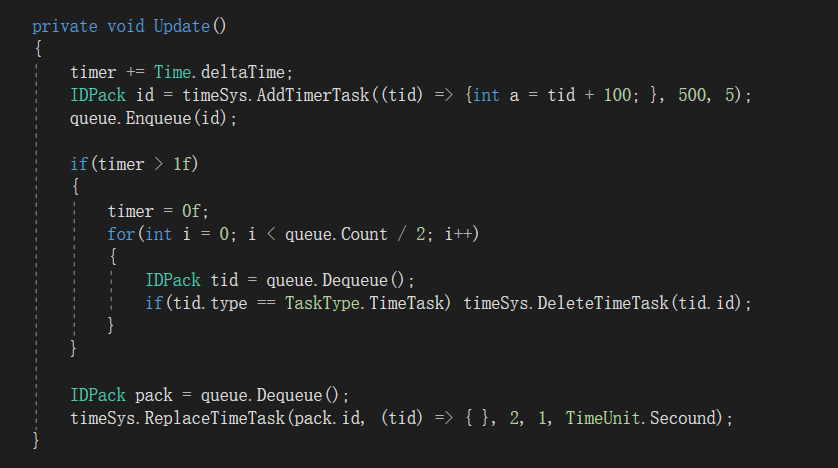 private void Update()
{
timer += Time.deltaTime;
IDPack id = timeSys.AddTimerTask((tid) => {int a = tid + 100; }, 500, 5);
queue.Enqueue(id);
if(timer > 1f)
{
timer = 0f;
for(int i = 0; i < queue.Count / 2; i++)
{
IDPack tid = queue.Dequeue();
if(tid.type == TaskType.TimeTask) timeSys.DeleteTimeTask(tid.id);
}
}
IDPack pack = queue.Dequeue();
timeSys.ReplaceTimeTask(pack.id, (tid) => { }, 2, 1, TimeUnit.Secound);
}